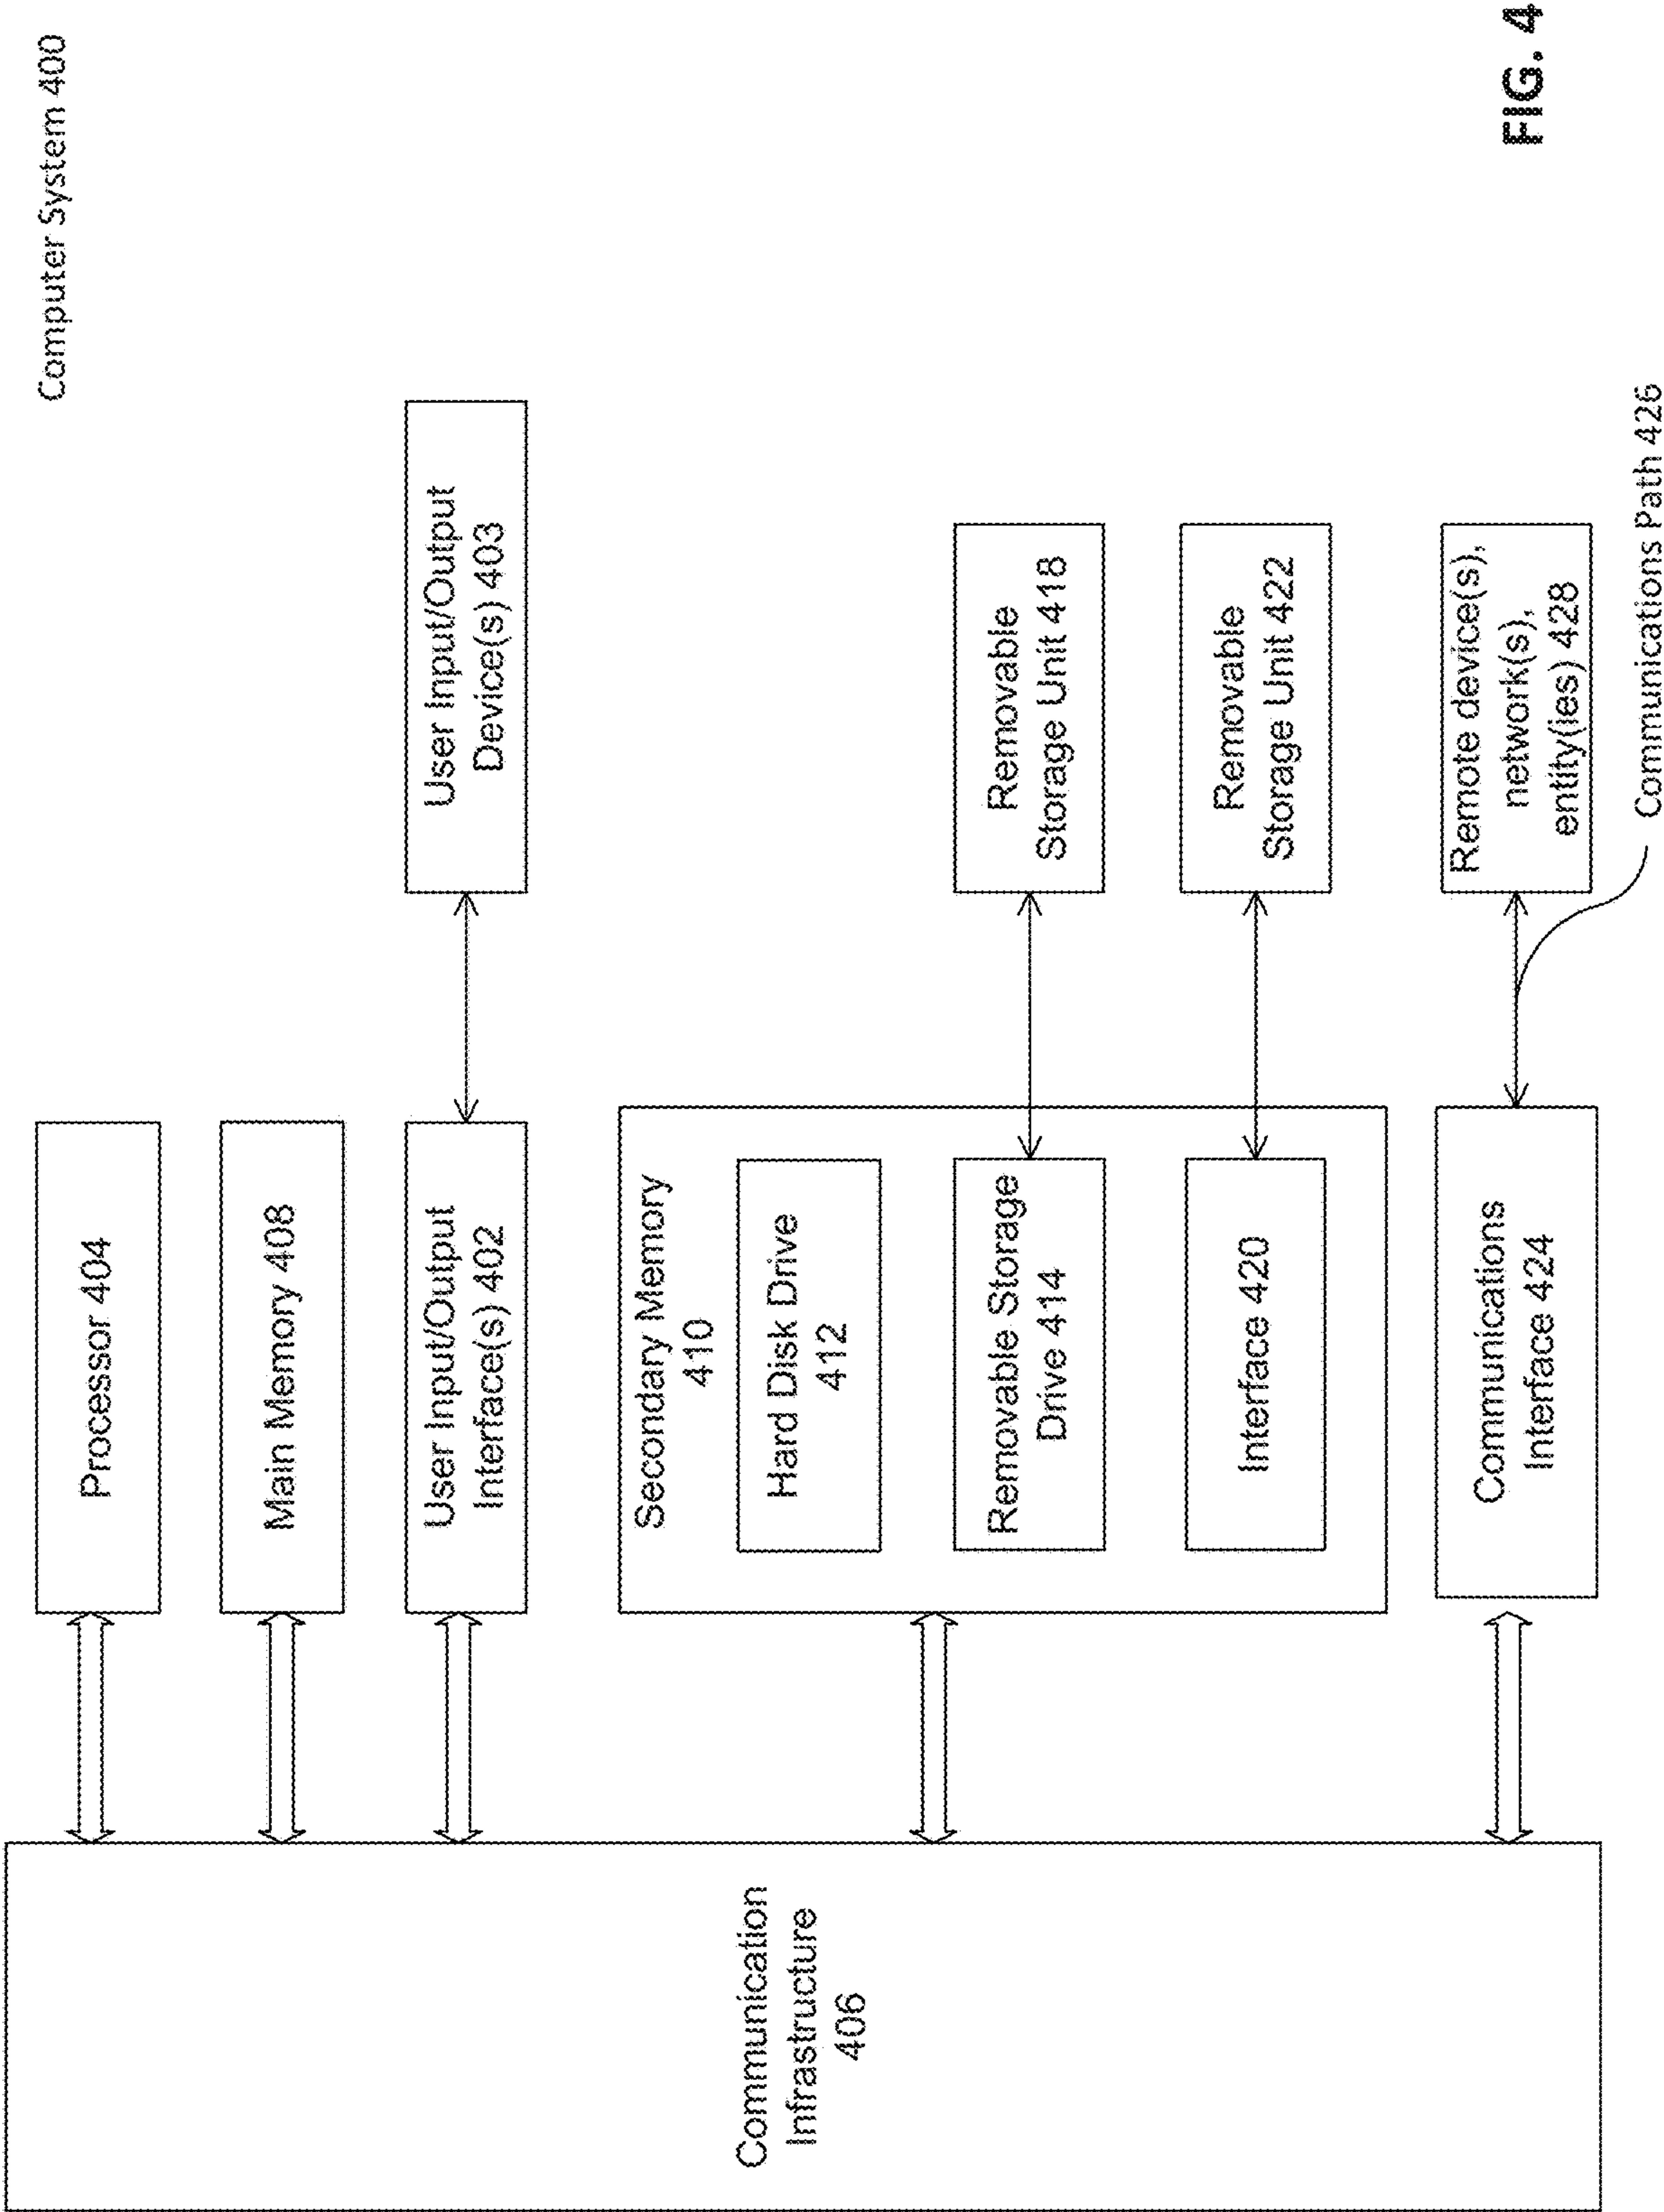 Computer System 400
Processor 404
Main Memory 408
User Input/Output
Interface(s) 402
User Input/Output
Device(s) 403
Communication
Infrastructure
406
Secondary Memory
410
Hard Disk Drive
412
Removable Storage
Drive 414
Removable
Storage Unit 418
Interface 420
Removable
Storage Unit 422
Communications
Interface 424
Remote device(s),
network(s),
entity(ies) 428
Communications Path 426
FIG. 4